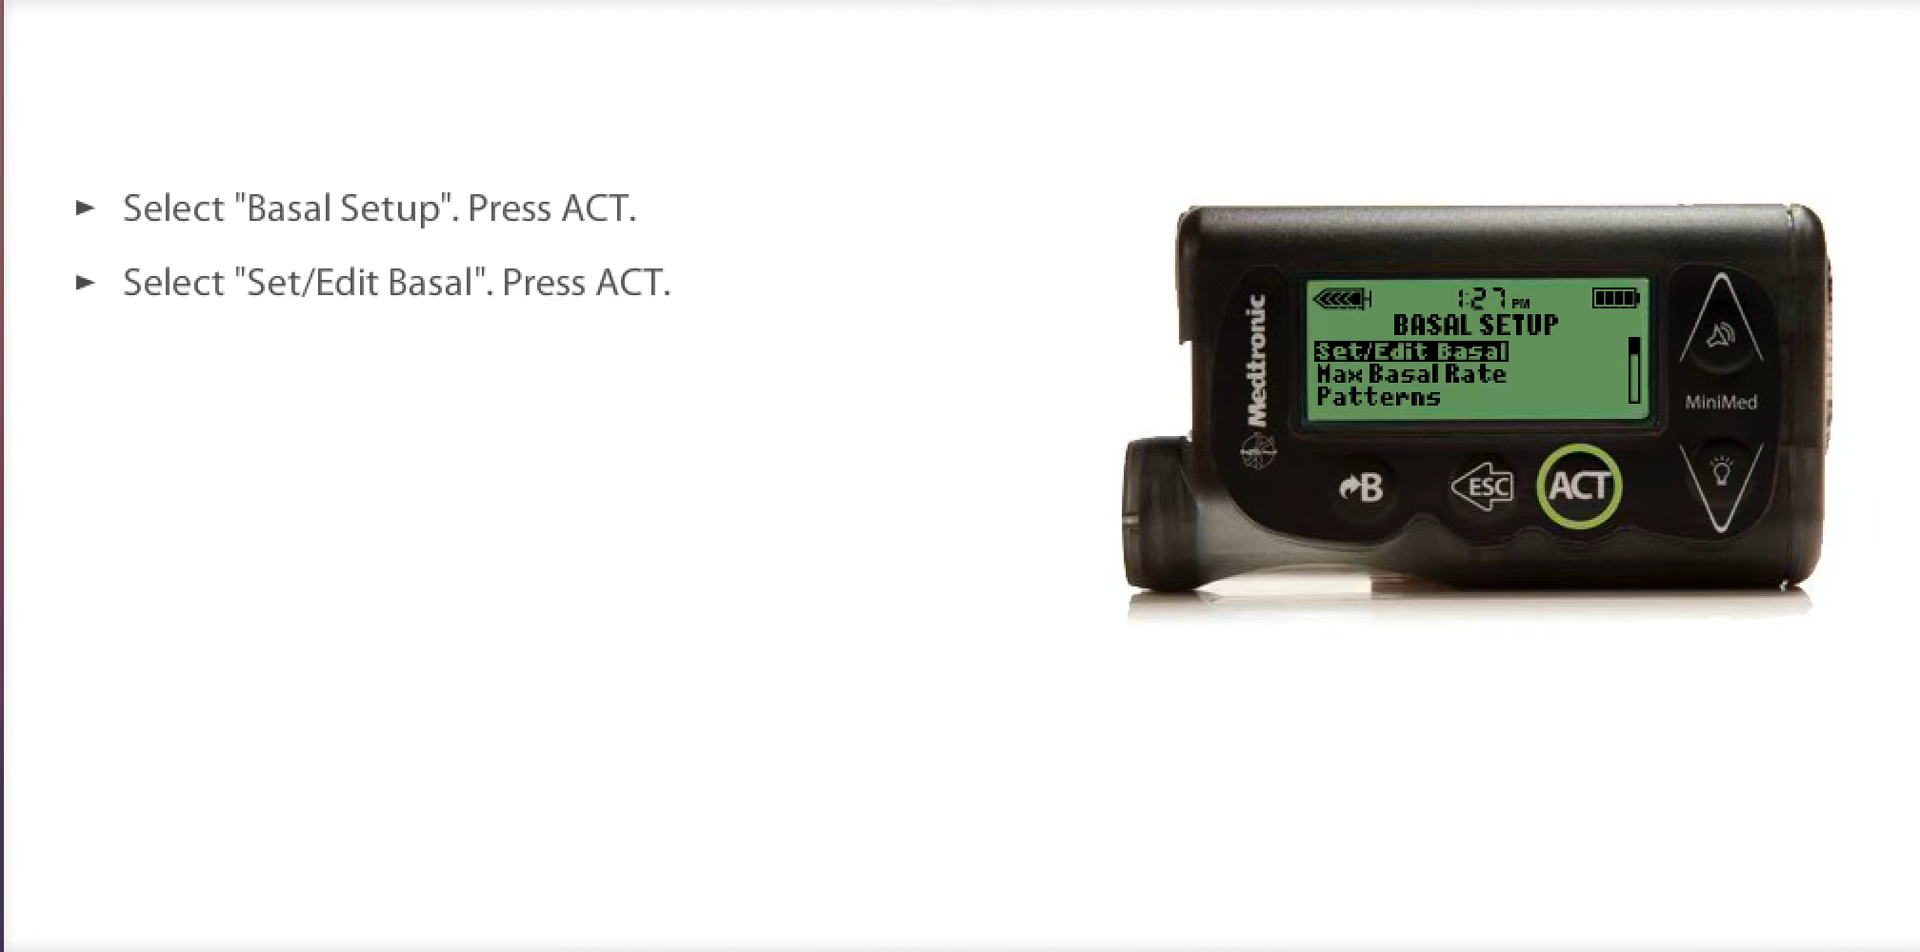 ► Select "Basal Setup". Press ACT.
► Select "Set/Edit Basal". Press ACT.
Medtronic
1:27 PM
BASAL SETUP
Set/Edit Basal
Max Basal Rate
Patterns
MiniMed
B
ESC
ACT